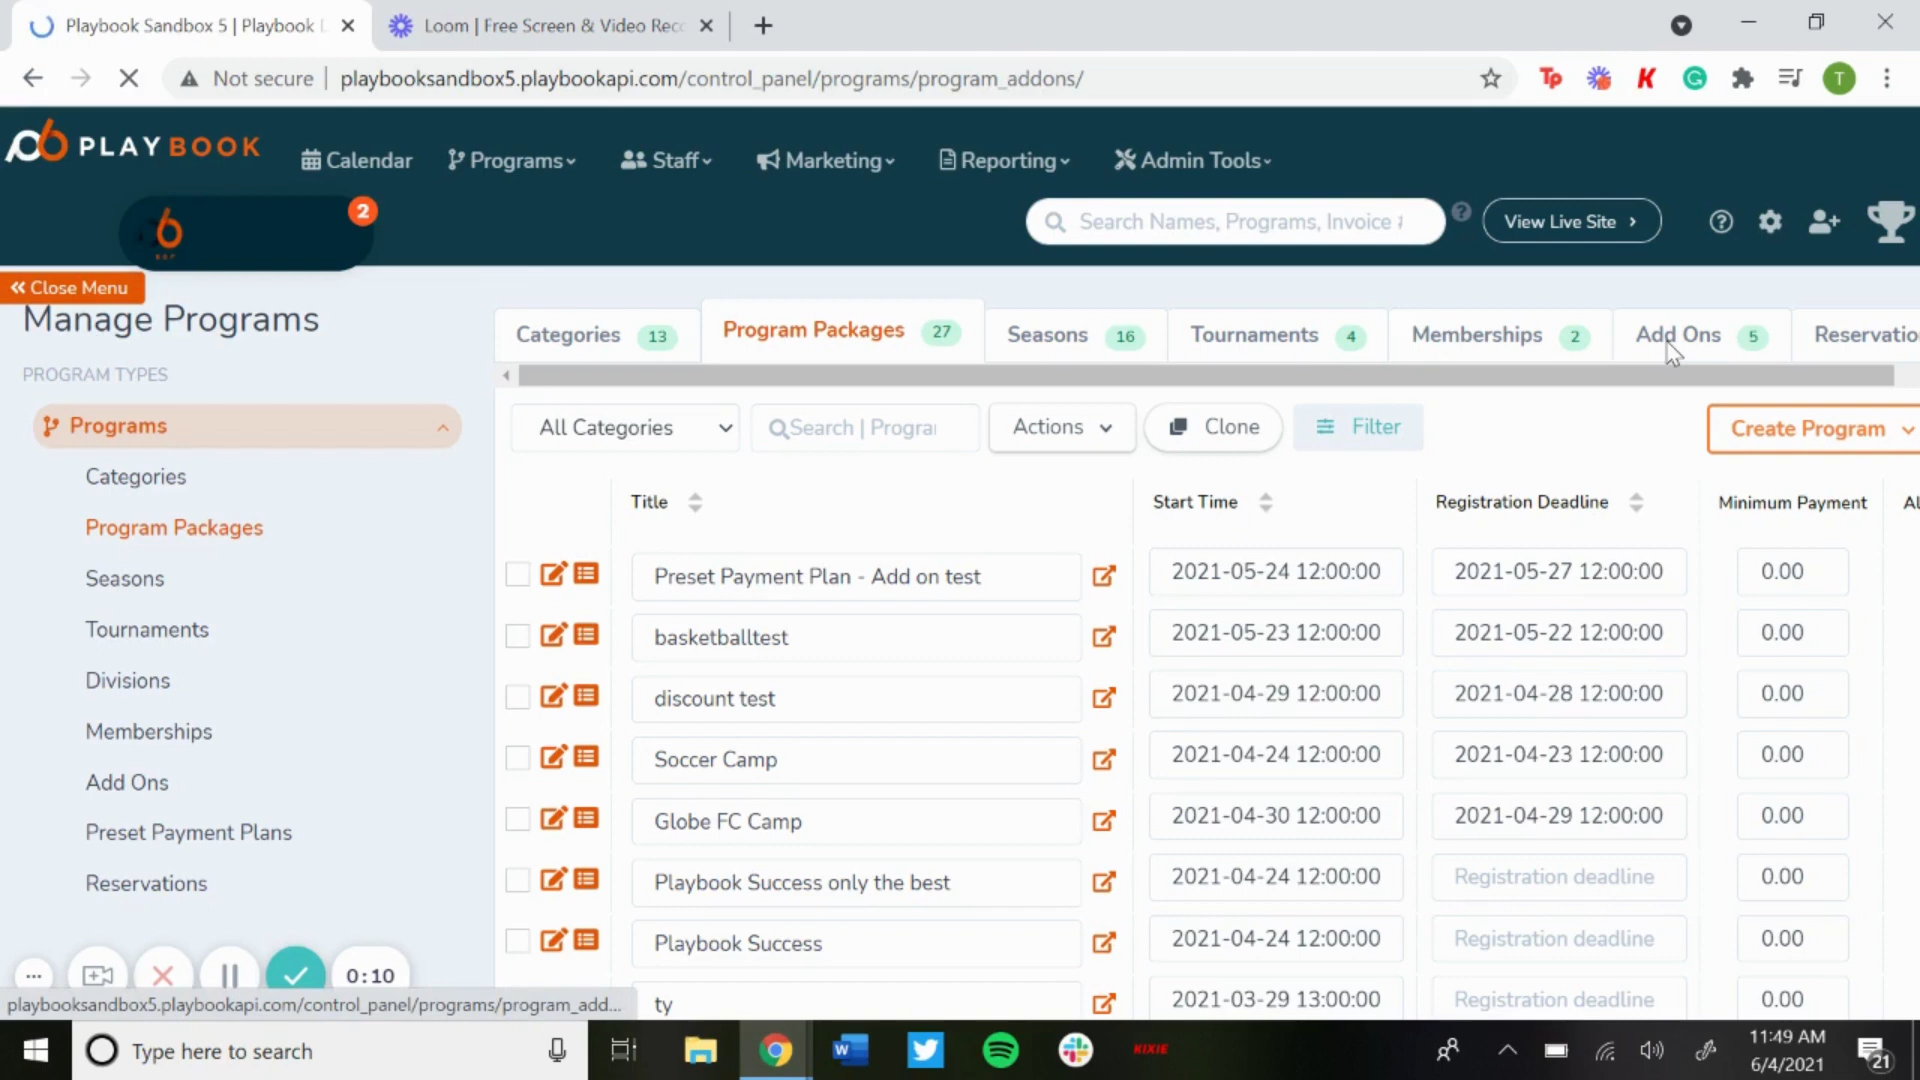 Playbook Sandbox 5 | Playbook D
Loom | Free Screen & Video Rec
Not secure
playbooksandbox5.playbookapi.com/control_panel/programs/program_addons/
Tp
K
G
T
PLAYBOOK
Calendar
Programs
Staff
Marketing
Reporting
Admin Tools
2
Search Names, Programs, Invoice #
?
View Live Site ›
?
« Close Menu
Manage Programs
PROGRAM TYPES
Programs
Categories
Program Packages
Seasons
Tournaments
Divisions
Memberships
Add Ons
Preset Payment Plans
Reservations
Categories 13
Program Packages 27
Seasons 16
Tournaments 4
Memberships 2
Add Ons 5
Reservatio
All Categories
Search | Progra
Actions
Clone
Filter
Create Program
Title
Start Time
Registration Deadline
Minimum Payment
Al
Preset Payment Plan - Add on test
2021-05-24 12:00:00
2021-05-27 12:00:00
0.00
basketballtest
2021-05-23 12:00:00
2021-05-22 12:00:00
0.00
discount test
2021-04-29 12:00:00
2021-04-28 12:00:00
0.00
Soccer Camp
2021-04-24 12:00:00
2021-04-23 12:00:00
0.00
Globe FC Camp
2021-04-30 12:00:00
2021-04-29 12:00:00
0.00
Playbook Success only the best
2021-04-24 12:00:00
Registration deadline
0.00
Playbook Success
2021-04-24 12:00:00
Registration deadline
0.00
ty
2021-03-29 13:00:00
Registration deadline
0.00
0:10
playbooksandbox5.playbookapi.com/control_panel/programs/program_add...
Type here to search
W
KIXIE
11:49 AM
6/4/2021
21